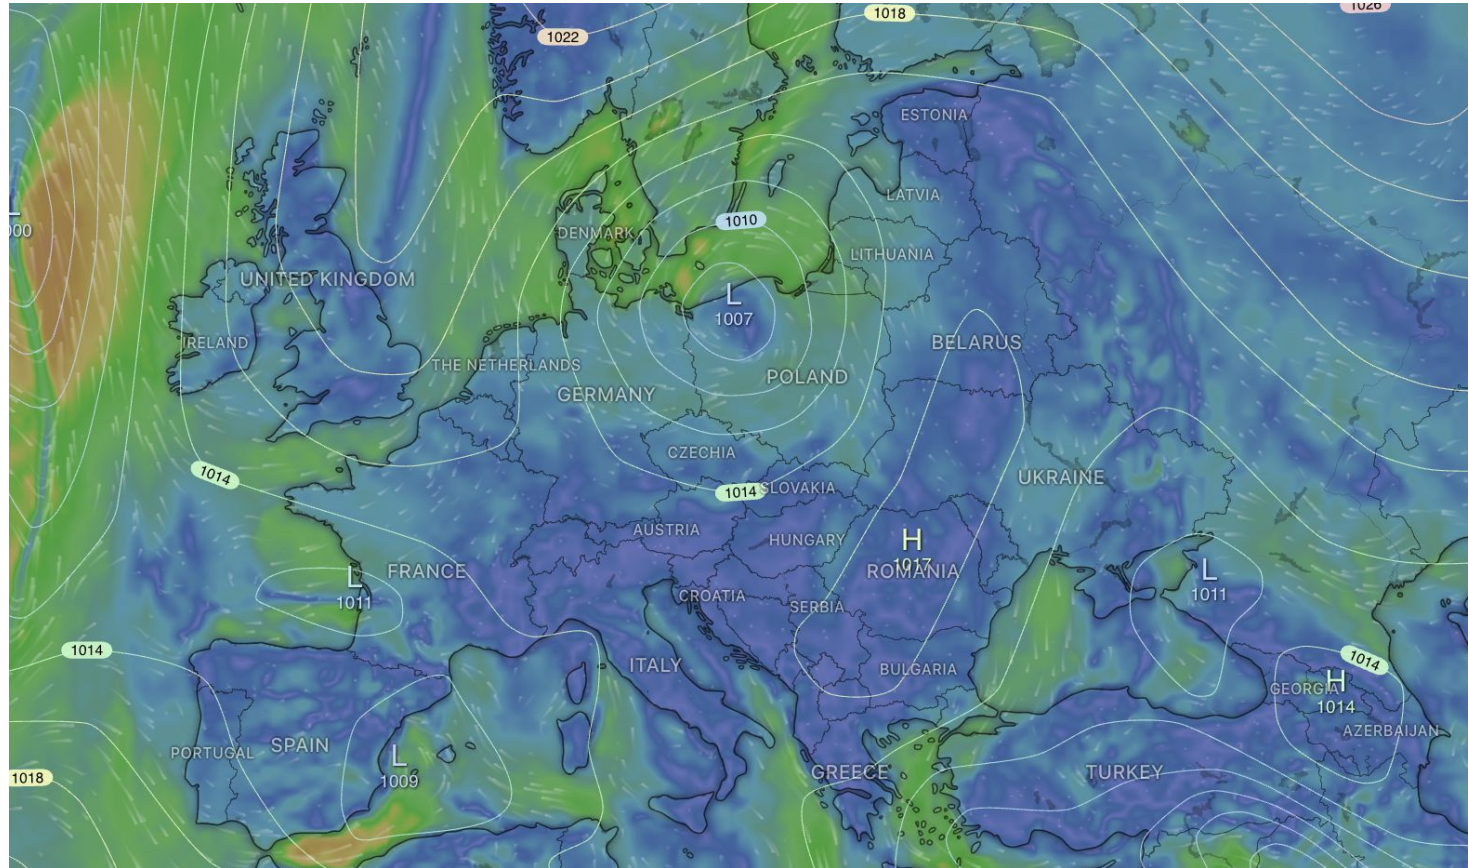 1026
1018
1022
ESTONIA
LATVIA
1010
DENMARK
LITHUANIA
UNITED KINGDOM
L
1007
IRELAND
BELARUS
THE NETHERLANDS
POLAND
GERMANY
CZECHIA
1014
UKRAINE
1014
SLOVAKIA
AUSTRIA
HUNGARY
H
1017
ROMANIA
FRANCE
L
1011
L
1011
CROATIA
SERBIA
1014
ITALY
BULGARIA
1014
H
GEORGIA
1014
AZERBAIJAN
PORTUGAL
SPAIN
L
1009
1018
GREECE
TURKEY